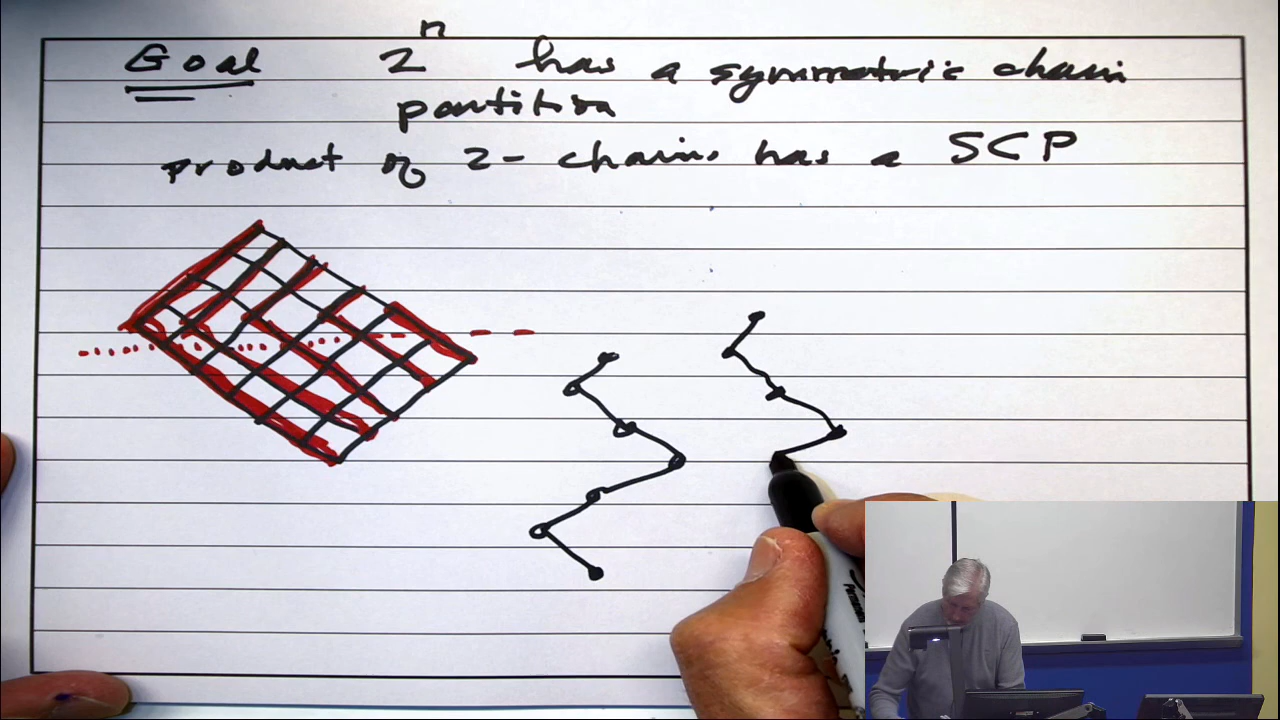 Goal 2^n has a symmetric chain
partition
product of 2-chains has a SCP